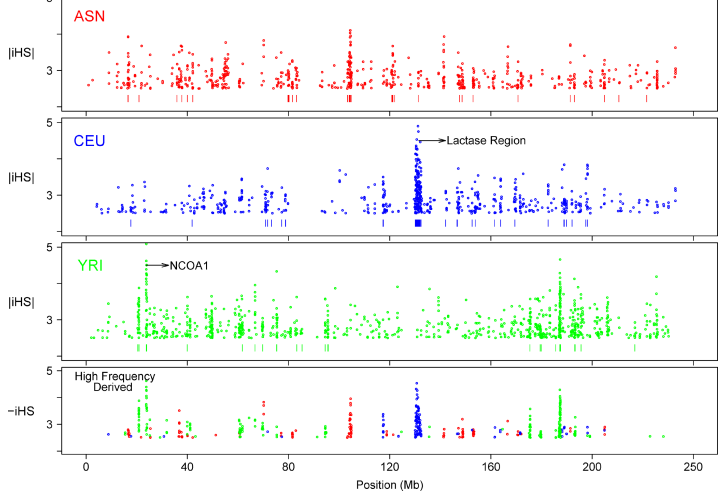 ASN
|iHS|
3
5
CEU
Lactase Region
|iHS|
3
5
YRI
NCOA1
|iHS|
3
5
High Frequency
Derived
−iHS
3
0 40 80 120 160 200 240
Position (Mb)